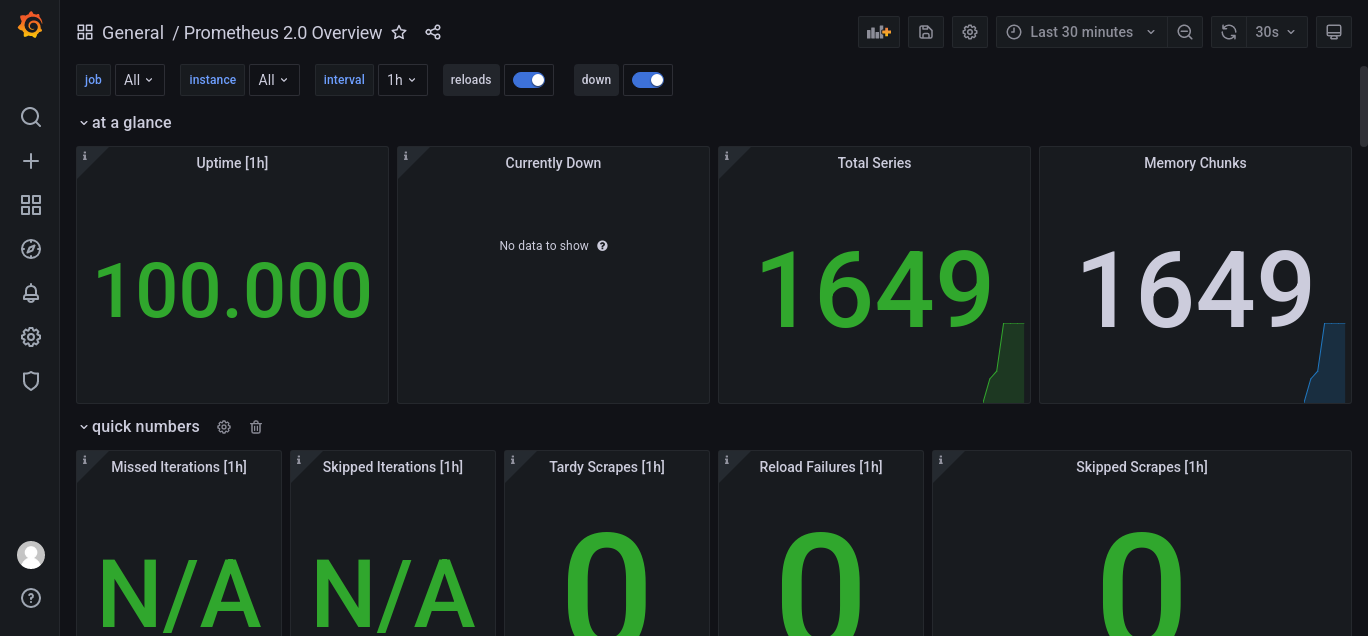 General / Prometheus 2.0 Overview
Last 30 minutes
30s
job
All
instance
All
interval
1h
reloads
down
at a glance
Uptime [1h]
Currently Down
Total Series
Memory Chunks
100.000
No data to show
1649
1649
quick numbers
Missed Iterations [1h]
Skipped Iterations [1h]
Tardy Scrapes [1h]
Reload Failures [1h]
Skipped Scrapes [1h]
N/A
N/A
0
0
0